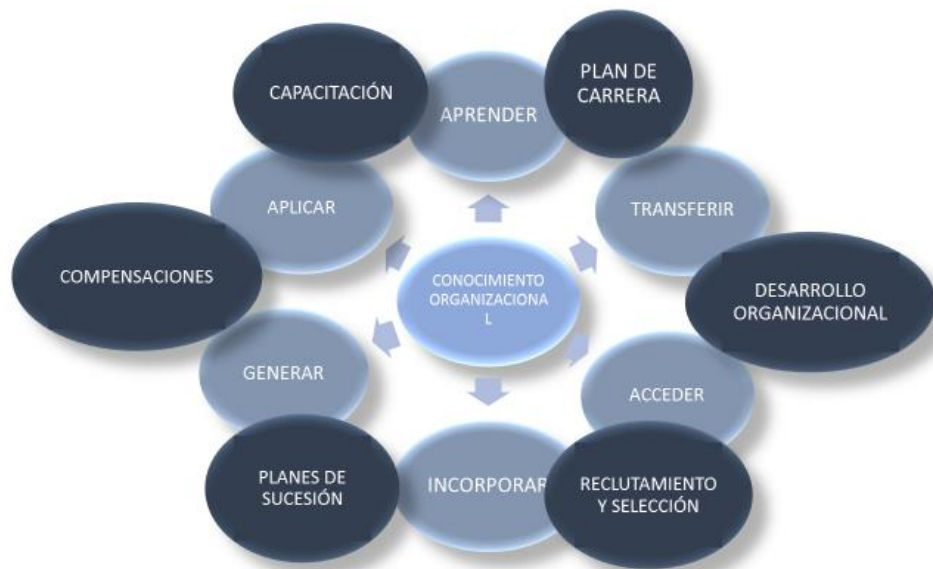 CAPACITACIÓN
APRENDER
PLAN DE
CARRERA
APLICAR
TRANSFERIR
COMPENSACIONES
CONOCIMIENTO
ORGANIZACIONA
L
DESARROLLO
ORGANIZACIONAL
GENERAR
ACCEDER
PLANES DE
SUCESIÓN
INCORPORAR
RECLUTAMIENTO
Y SELECCIÓN